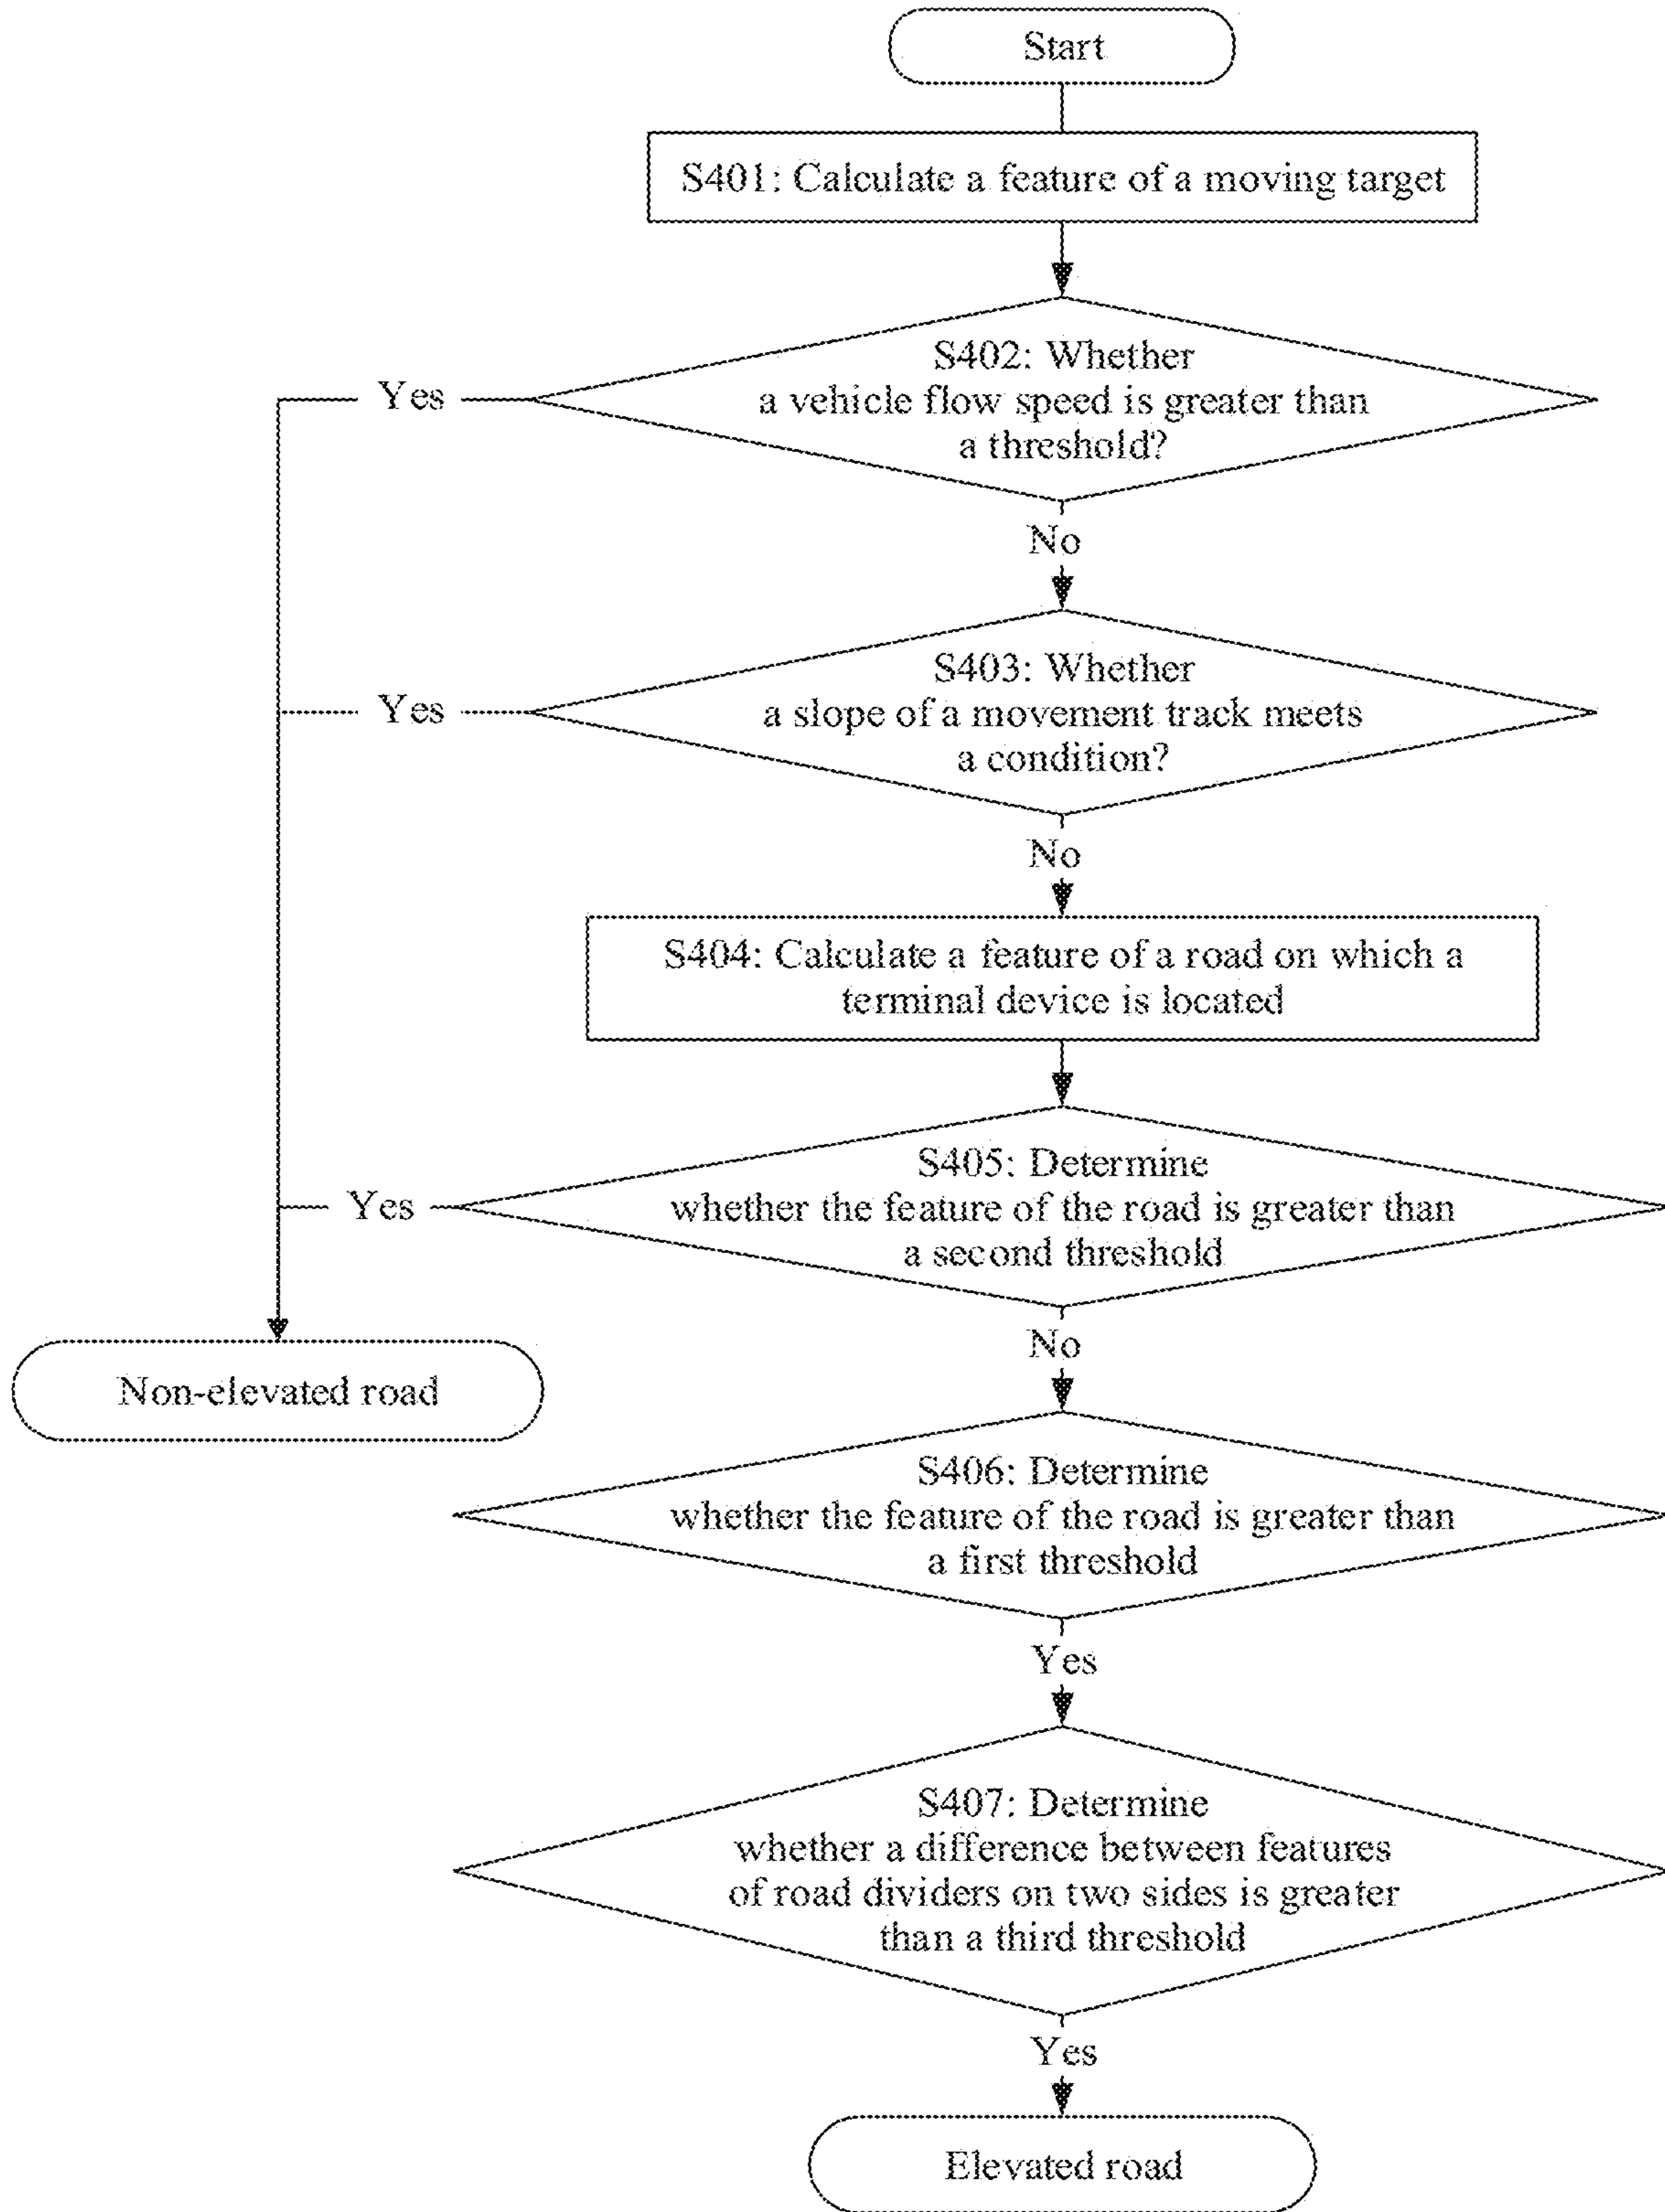 Start
S401: Calculate a feature of a moving target
S402: Whether
a vehicle flow speed is greater than
a threshold?
Yes
No
S403: Whether
a slope of a movement track meets
a condition?
Yes
No
S404: Calculate a feature of a road on which a
terminal device is located
S405: Determine
whether the feature of the road is greater than
a second threshold
Yes
No
Non-elevated road
S406: Determine
whether the feature of the road is greater than
a first threshold
Yes
S407: Determine
whether a difference between features
of road dividers on two sides is greater
than a third threshold
Yes
Elevated road